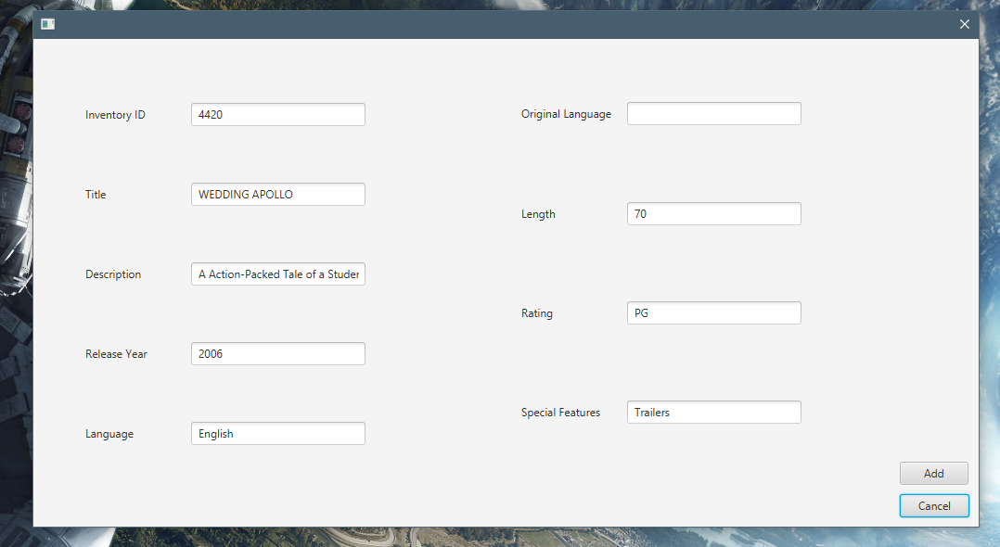 Inventory ID 4420
Title WEDDING APOLLO
Description A Action-Packed Tale of a Studer
Release Year 2006
Language English
Original Language
Length 70
Rating PG
Special Features Trailers
Add
Cancel